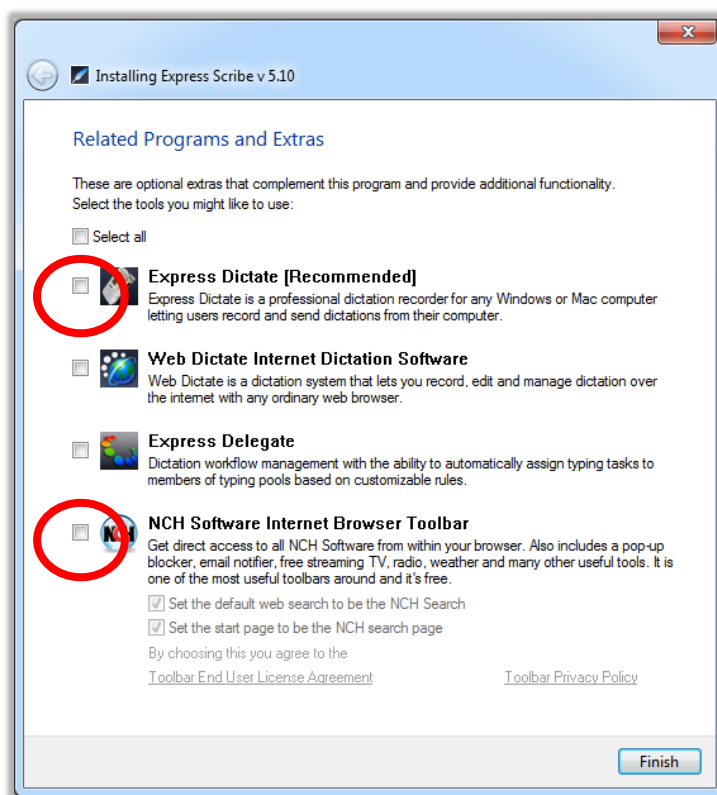 Installing Express Scribe v 5.10
Related Programs and Extras
These are optional extras that complement this program and provide additional functionality.
Select the tools you might like to use:
Select all
Express Dictate [Recommended]
Express Dictate is a professional dictation recorder for any Windows or Mac computer
letting users record and send dictations from their computer.
Web Dictate Internet Dictation Software
Web Dictate is a dictation system that lets you record, edit and manage dictation over
the internet with any ordinary web browser.
Express Delegate
Dictation workflow management with the ability to automatically assign typing tasks to
members of typing pools based on customizable rules.
NCH
NCH Software Internet Browser Toolbar
Get direct access to all NCH Software from within your browser. Also includes a pop-up
blocker, email notifier, free streaming TV, radio, weather and many other useful tools. It is
one of the most useful toolbars around and it's free.
Set the default web search to be the NCH Search
Set the start page to be the NCH search page
By choosing this you agree to the
Toolbar End User License Agreement Toolbar Privacy Policy
Finish